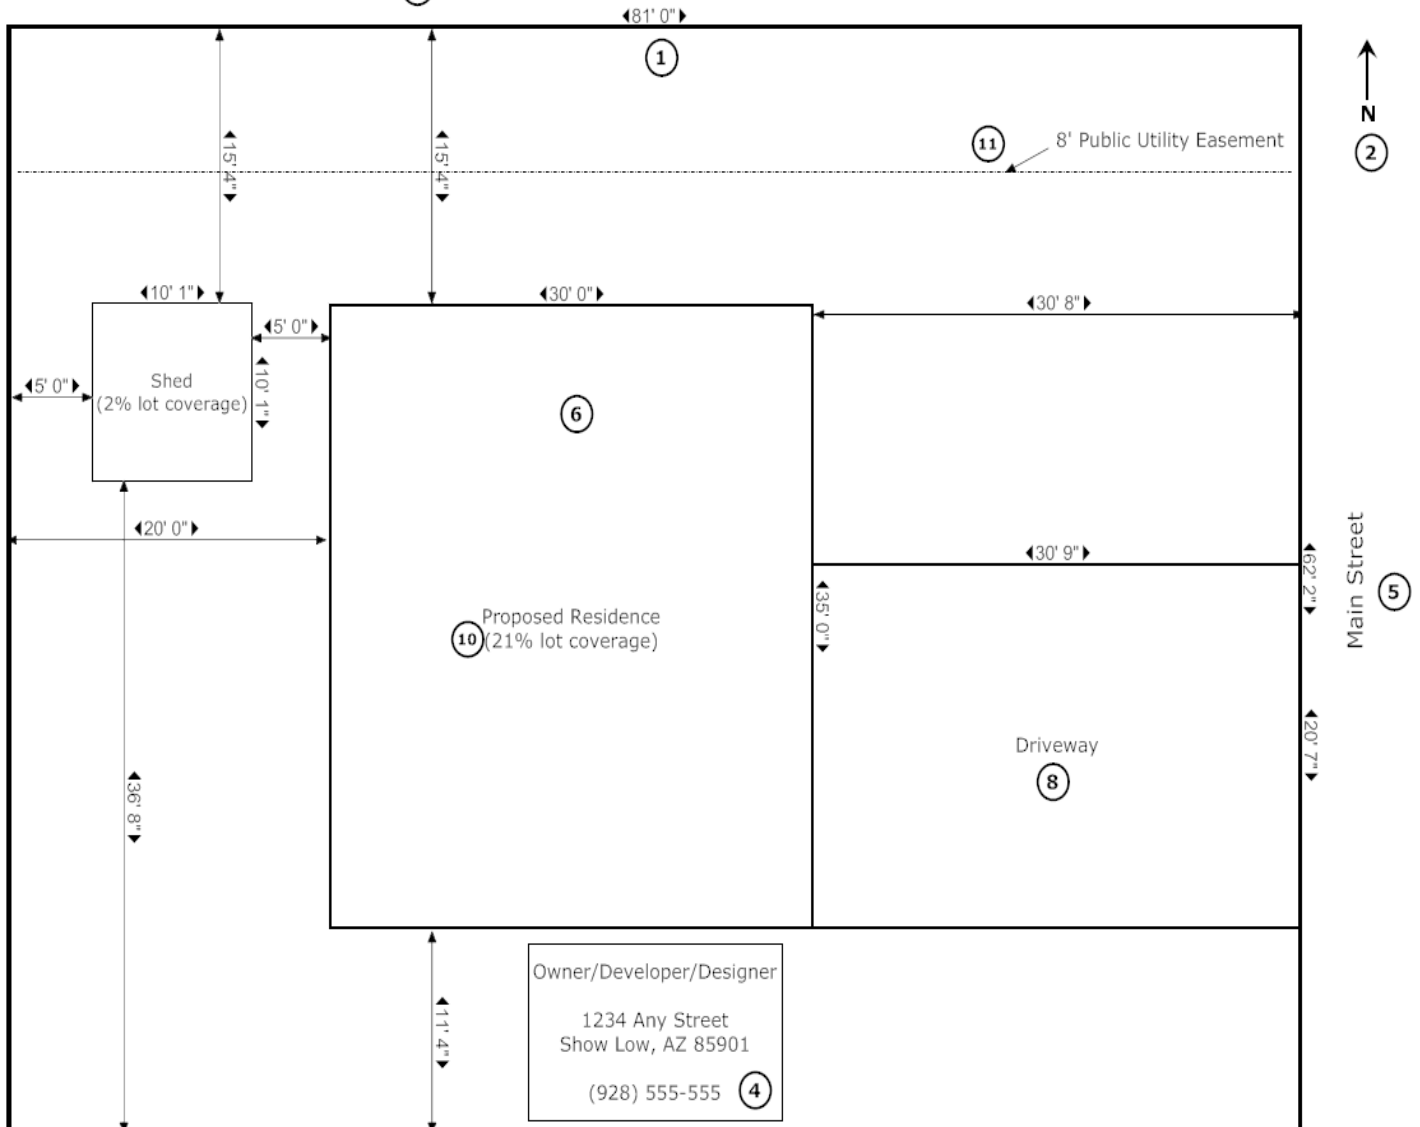 81' 0"
1
N
2
15' 4"
15' 4"
11
8' Public Utility Easement
10' 1"
30' 0"
30' 8"
5' 0"
5' 0"
Shed
(2% lot coverage)
10' 1"
6
20' 0"
30' 9"
62' 2"
Main Street
5
35' 0"
Proposed Residence
10
(21% lot coverage)
20' 7"
Driveway
8
36' 8"
11' 4"
Owner/Developer/Designer
1234 Any Street
Show Low, AZ 85901
(928) 555-555
4